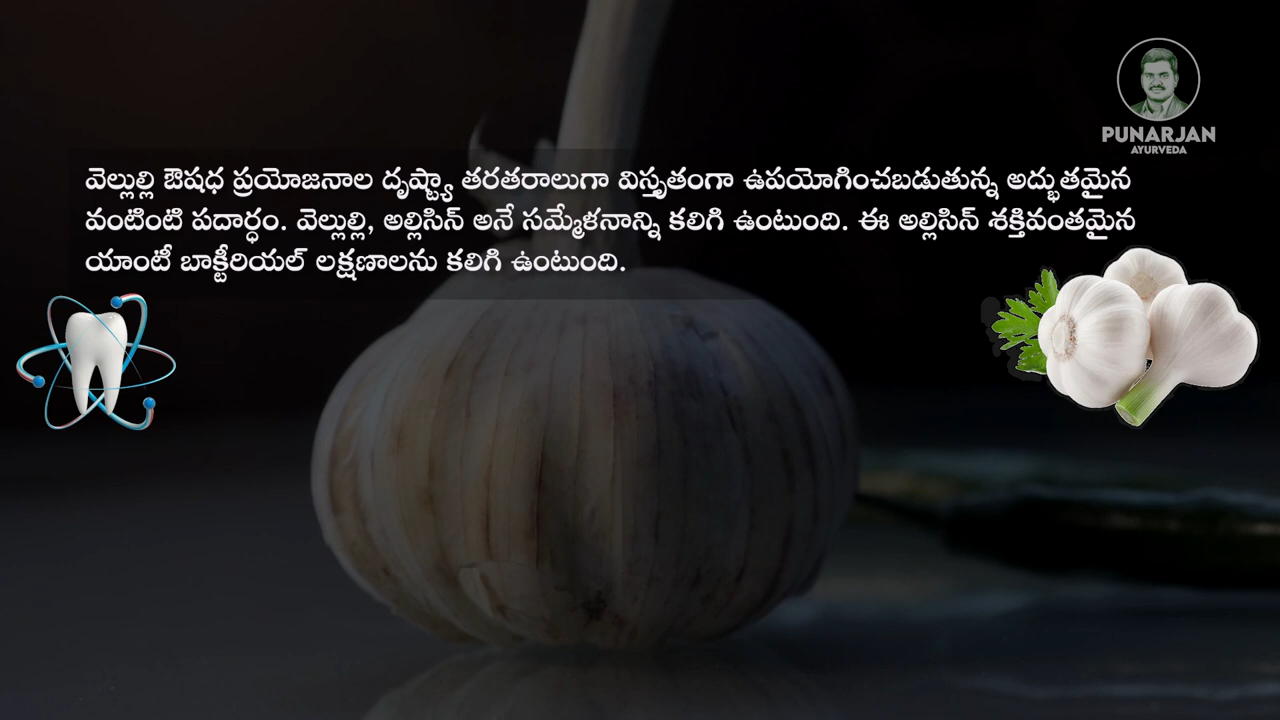 PUNARJAN
AYURVEDA
వెల్లుల్లి ఔషధ ప్రయోజనాల దృష్ట్యా తరతరాలుగా విస్తృతంగా ఉపయోగించబడుతున్న అద్భుతమైన
వంటింటి పదార్థం. వెల్లుల్లి, అల్లిసిన్ అనే సమ్మేళనాన్ని కలిగి ఉంటుంది. ఈ అల్లిసిన్ శక్తివంతమైన
యాంటీ బాక్టీరియల్ లక్షణాలను కలిగి ఉంటుంది.